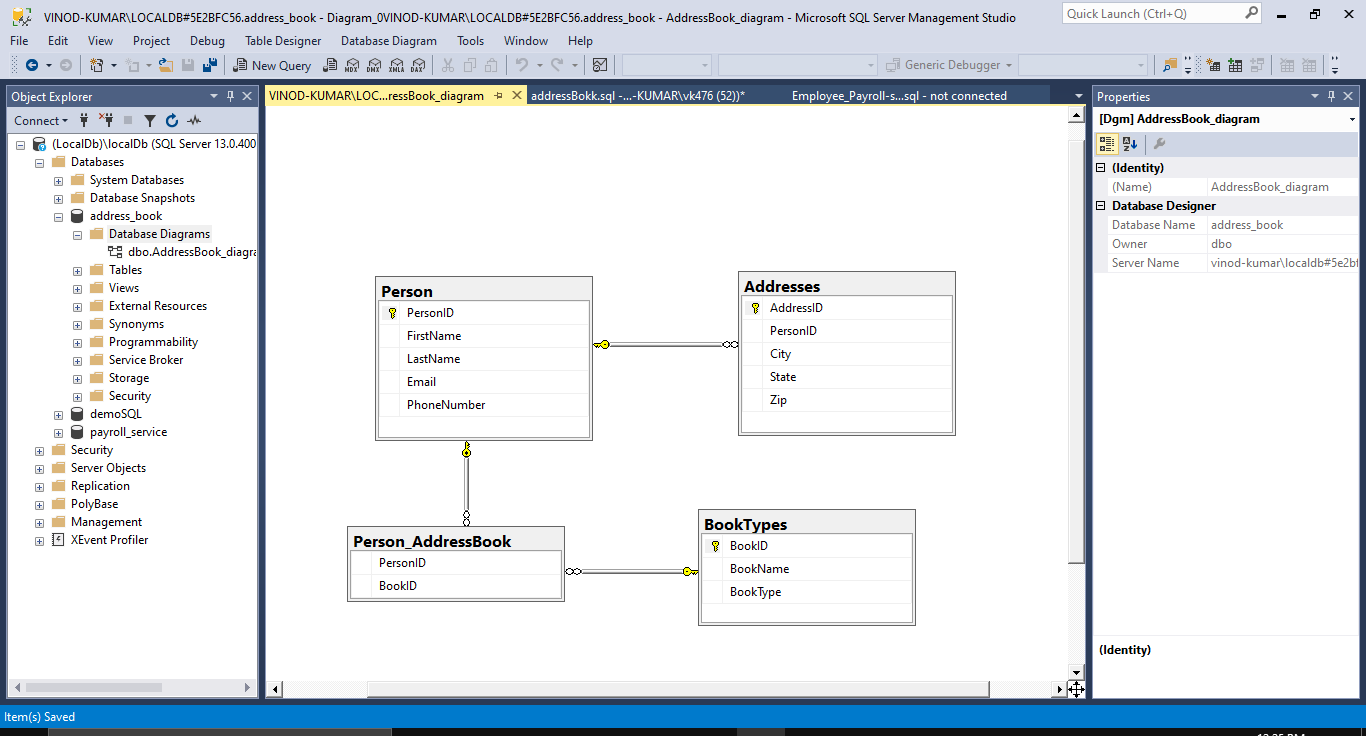 VINOD-KUMAR\LOCALDB#5E2BFC56.address_book - Diagram_0VINOD-KUMAR\LOCALDB#5E2BFC56.address_book - AddressBook_diagram - Microsoft SQL Server Management Studio
Quick Launch (Ctrl+Q)
File Edit View Project Debug Table Designer Database Diagram Tools Window Help
New Query MDX DMX XMLA DAX Generic Debugger
Object Explorer
Connect
(LocalDb)\localDb (SQL Server 13.0.400
Databases
System Databases
Database Snapshots
address_book
Database Diagrams
dbo.AddressBook_diagra
Tables
Views
External Resources
Synonyms
Programmability
Service Broker
Storage
Security
demoSQL
payroll_service
Security
Server Objects
Replication
PolyBase
Management
XEvent Profiler
VINOD-KUMAR\LOC...ressBook_diagram addressBokk.sql -...-KUMAR\vk476 (52))* Employee_Payroll-s...sql - not connected
Person
PersonID
FirstName
LastName
Email
PhoneNumber
Addresses
AddressID
PersonID
City
State
Zip
Person_AddressBook
PersonID
BookID
BookTypes
BookID
BookName
BookType
Properties
[Dgm] AddressBook_diagram
(Identity)
(Name) AddressBook_diagram
Database Designer
Database Name address_book
Owner dbo
Server Name vinod-kumar\localdb#5e2bf
(Identity)
Item(s) Saved